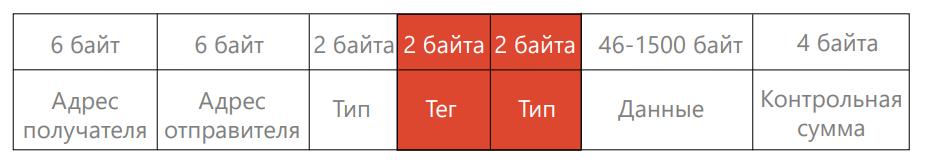 6 байт 6 байт 2 байта 2 байта 2 байта 46-1500 байт 4 байта
Адрес получателя Адрес отправителя Тип Тег Тип Данные Контрольная сумма